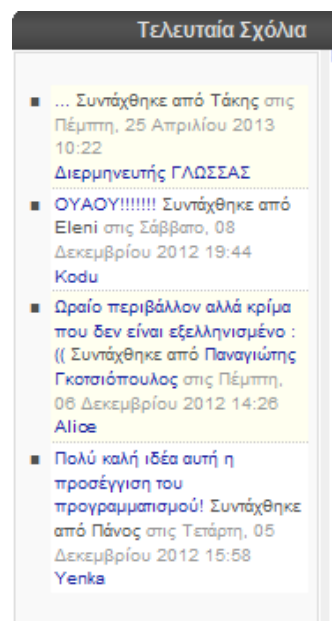 Τελευταία Σχόλια
... Συντάχθηκε από Τάκης στις
Πέμπτη, 25 Απριλίου 2013
10:22
Διερμηνευτής ΓΛΩΣΣΑΣ
ΟΥΑΟΥ!!!!!!! Συντάχθηκε από
Eleni στις Σάββατο, 08
Δεκεμβρίου 2012 19:44
Kodu
Ωραίο περιβάλλον αλλά κρίμα
που δεν είναι εξελληνισμένο :
(( Συντάχθηκε από Παναγιώτης
Γκοτσιόπουλος στις Πέμπτη,
06 Δεκεμβρίου 2012 14:26
Alice
Πολύ καλή ιδέα αυτή η
προσέγγιση του
προγραμματισμού! Συντάχθηκε
από Πάνος στις Τετάρτη, 05
Δεκεμβρίου 2012 15:58
Yenka